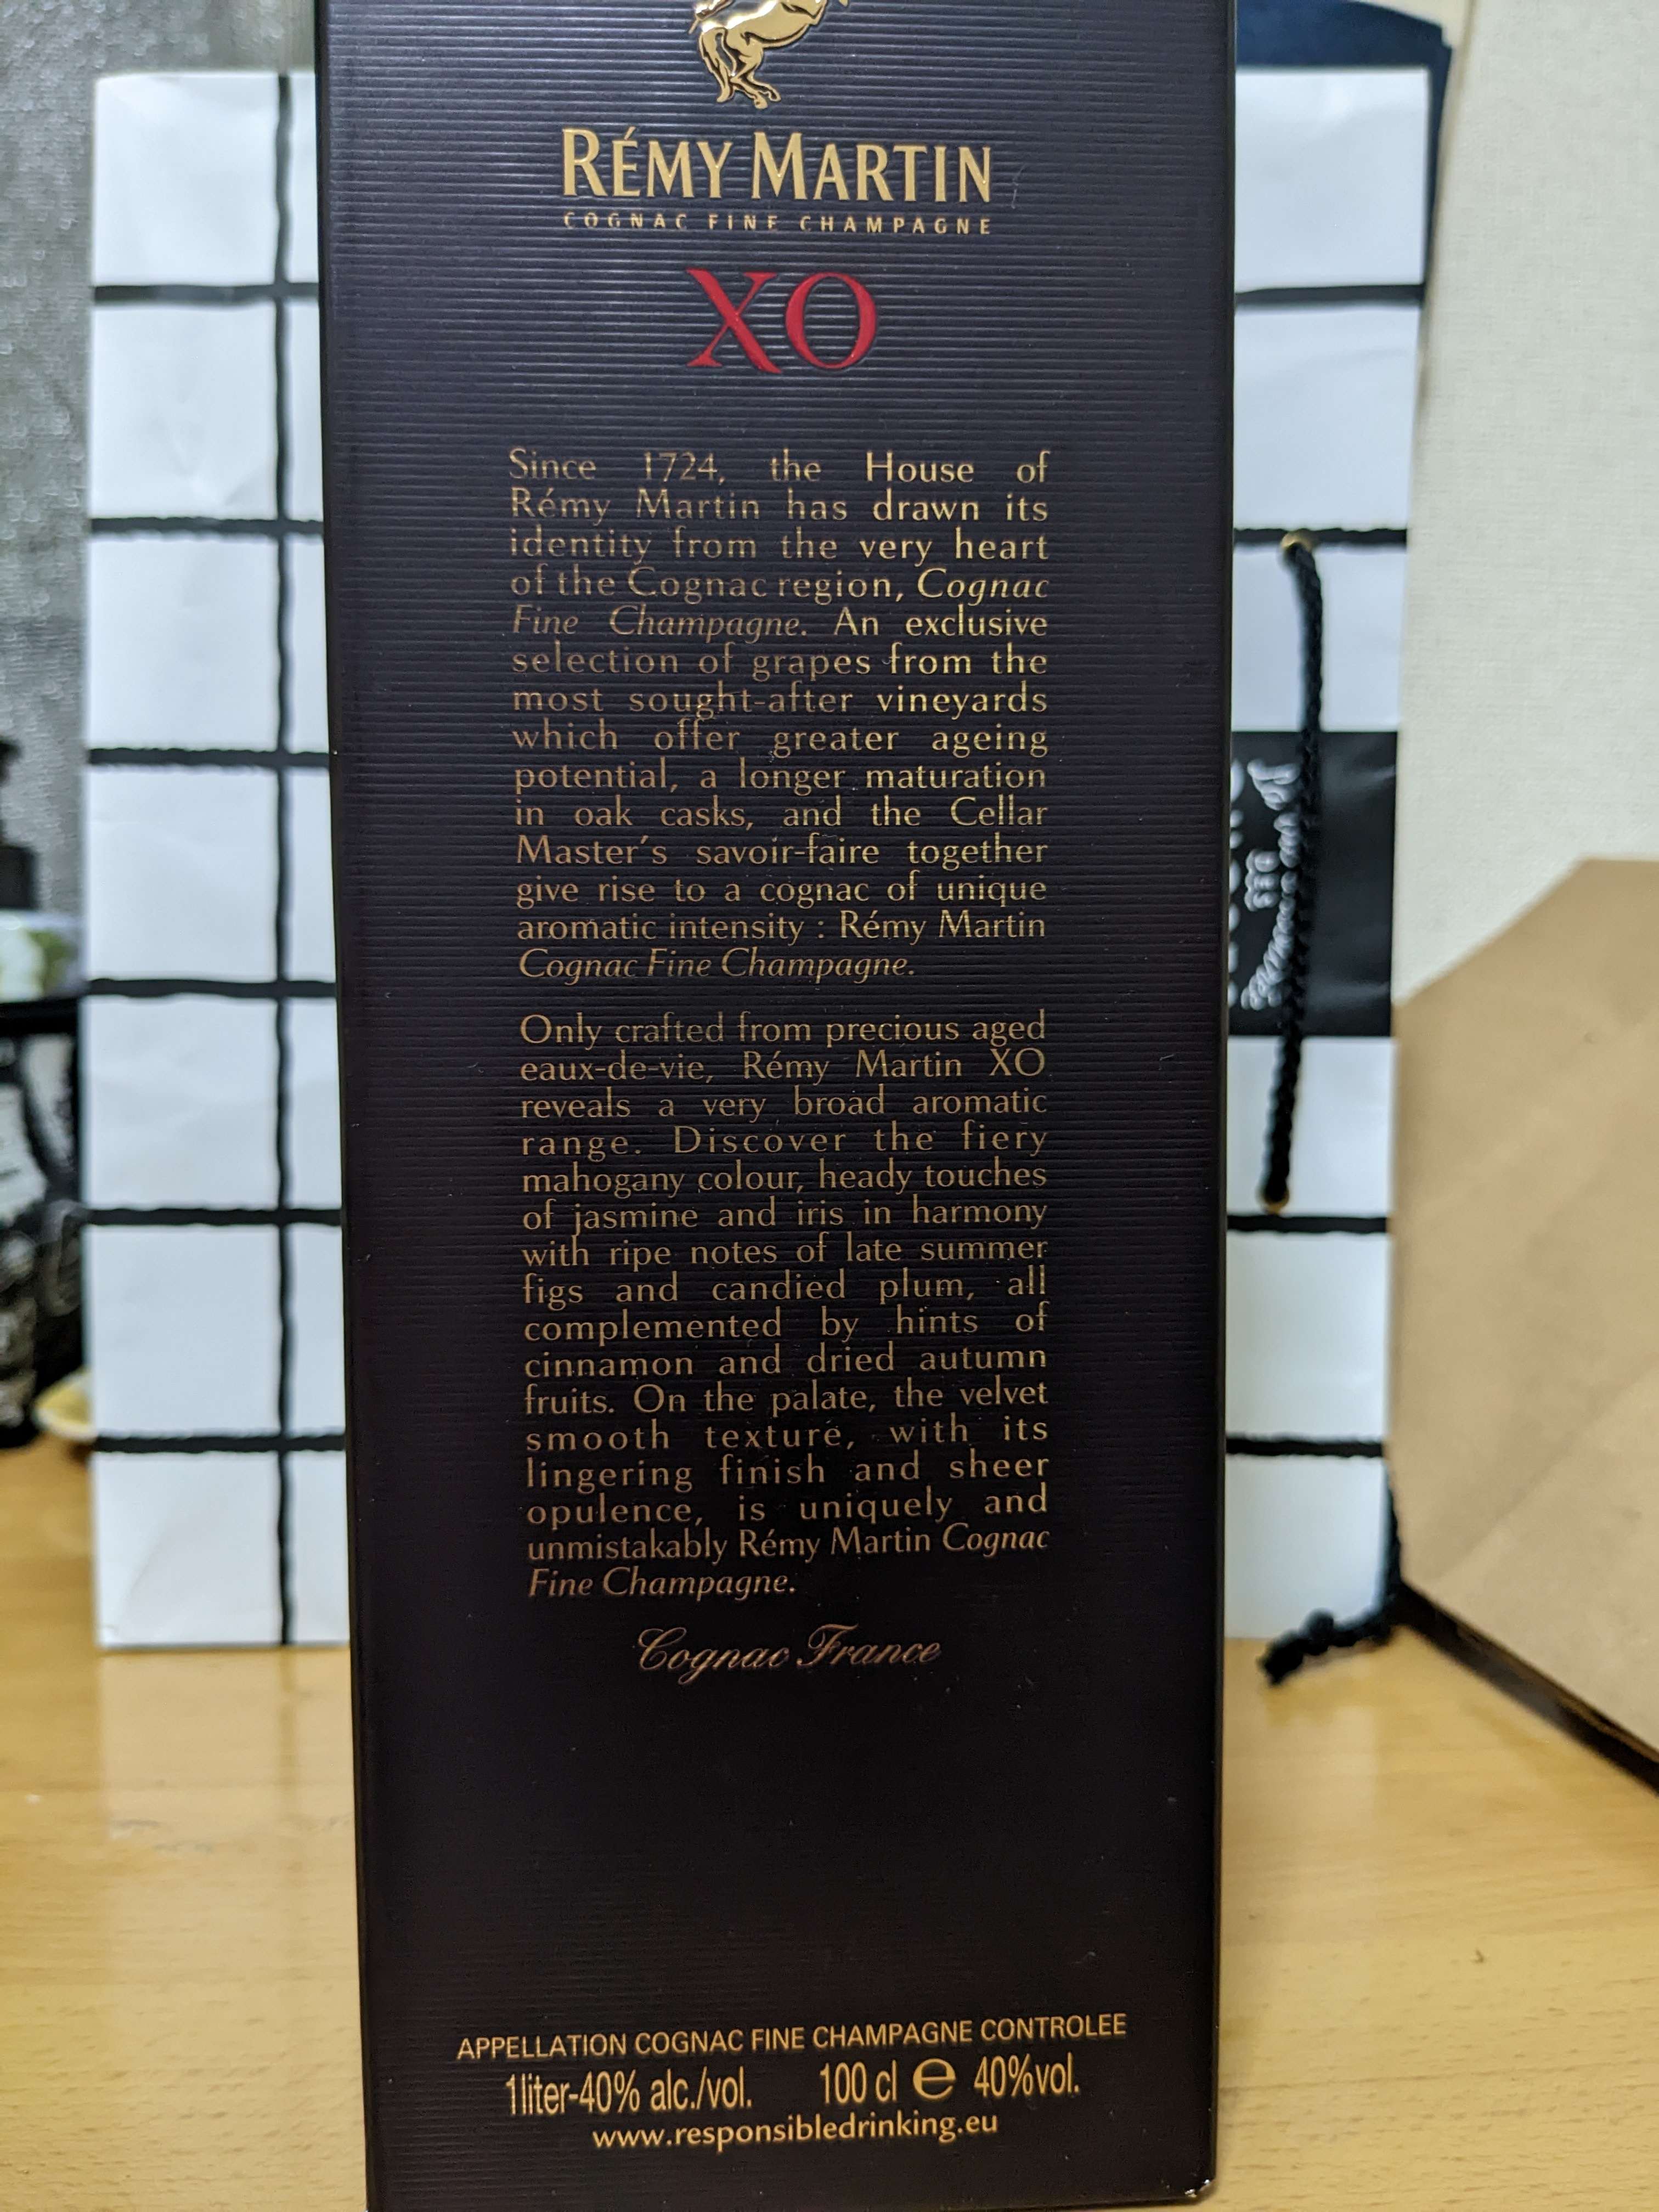 RÉMY MARTIN
COGNAC FINE CHAMPAGNE
XO
Since 1724, the House of
Rémy Martin has drawn its
identity from the very heart
of the Cognac region, Cognac
Fine Champagne. An exclusive
selection of grapes from the
most sought-after vineyards
which offer greater ageing
potential, a longer maturation
in oak casks, and the Cellar
Master's savoir-faire together
give rise to a cognac of unique
aromatic intensity : Rémy Martin
Cognac Fine Champagne.
Only crafted from precious aged
eaux-de-vie, Rémy Martin XO
reveals a very broad aromatic
range. Discover the fiery
mahogany colour, heady touches
of jasmine and iris in harmony
with ripe notes of late summer
figs and candied plum, all
complemented by hints of
cinnamon and dried autumn
fruits. On the palate, the velvet
smooth texture, with its
lingering finish and sheer
opulence, is uniquely and
unmistakably Rémy Martin Cognac
Fine Champagne.
Cognac France
APPELLATION COGNAC FINE CHAMPAGNE CONTROLEE
1liter-40% alc./vol. 100 cl e 40%vol.
www.responsibledrinking.eu